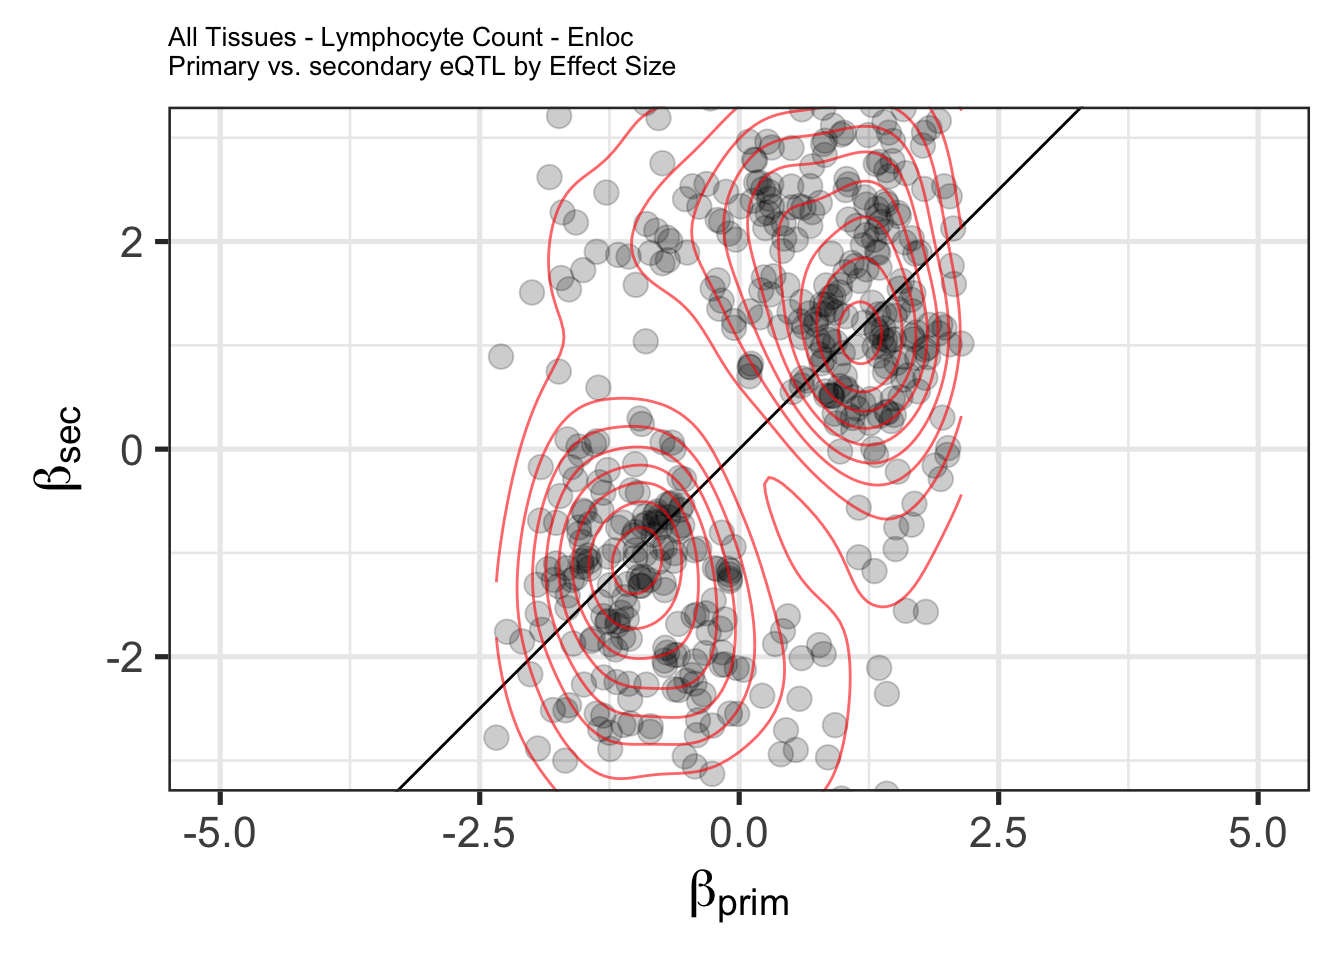 All Tissues - Lymphocyte Count - Enloc
Primary vs. secondary eQTL by Effect Size
2
0
-2
βsec
-5.0 -2.5 0.0 2.5 5.0
βprim